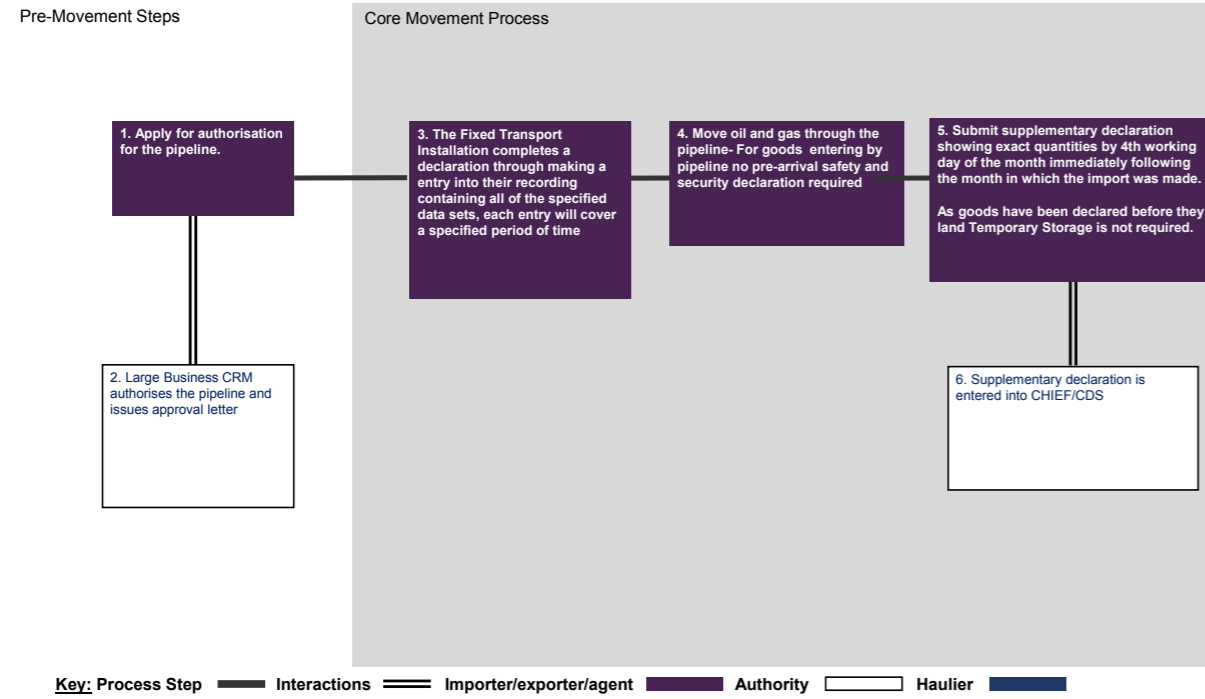 Pre-Movement Steps
Core Movement Process
1. Apply for authorisation
for the pipeline.
3. The Fixed Transport
Installation completes a
declaration through making a
entry into their recording
containing all of the specified
data sets, each entry will cover
a specified period of time
4. Move oil and gas through the
pipeline- For goods entering by
pipeline no pre-arrival safety and
security declaration required
5. Submit supplementary declaration
showing exact quantities by 4th working
day of the month immediately following
the month in which the import was made.
As goods have been declared before they
land Temporary Storage is not required.
2. Large Business CRM
authorises the pipeline and
issues approval letter
6. Supplementary declaration is
entered into CHIEF/CDS
Key: Process Step Interactions Importer/exporter/agent Authority Haulier